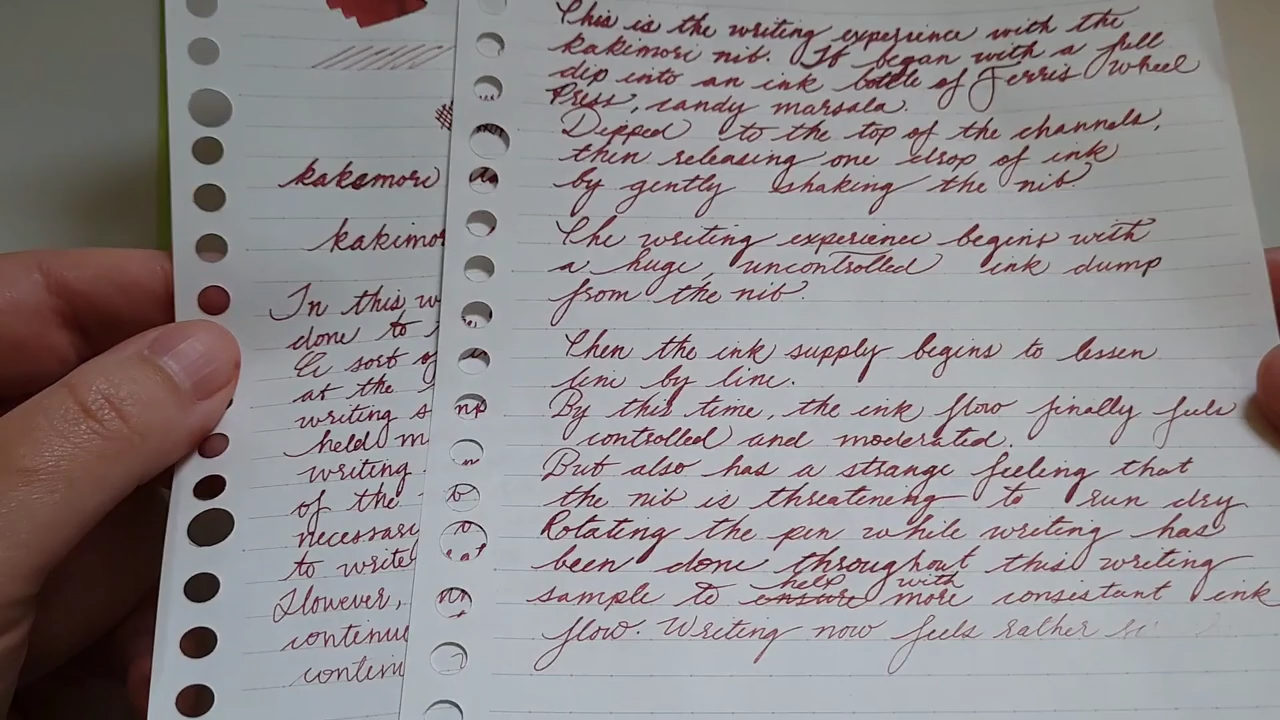 This is the writing experience with the
kakimori nib. It began with a full
dip into an ink bottle of Ferris Wheel
Press, candy marsala.
Dipped to the top of the channels,
then releasing one drop of ink
by gently shaking the nib.
The writing experience begins with
a huge, uncontrolled ink dump
from the nib.
Then the ink supply begins to lessen
line by line.
By this time, the ink flow finally feels
controlled and moderated.
But also has a strange feeling that
the nib is threatening to run dry
Rotating the pen while writing has
been done throughout this writing
help with
sample to ensure more consistant ink
flow. Writing now feels rather
kakemori
kakimor
In this w
done to
sort of
at the
writing s
held m
writing
of the
necessary
to write
However,
continu
continu